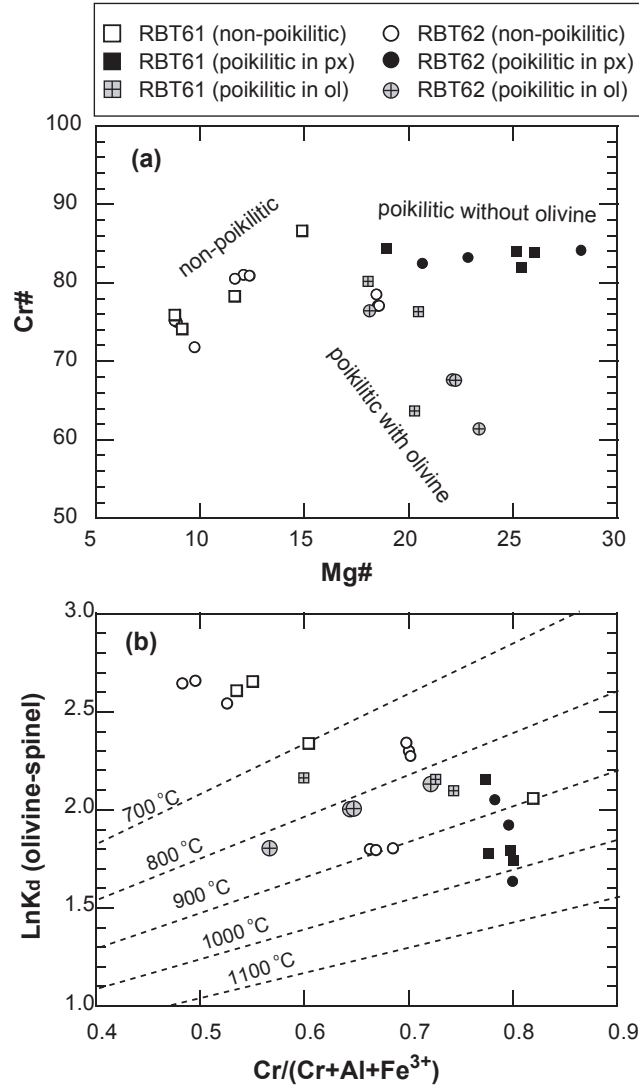 RBT61 (non-poikilitic) RBT62 (non-poikilitic)
RBT61 (poikilitic in px) RBT62 (poikilitic in px)
RBT61 (poikilitic in ol) RBT62 (poikilitic in ol)
100
(a)
90
poikilitic without olivine
non-poikilitic
80
Cr#
70
poikilitic with olivine
60
50
5 10 15 20 25 30
Mg#
3.0
(b)
2.5
LnKd (olivine-spinel)
2.0
700 °C
800 °C
1.5
900 °C
1000 °C
1100 °C
1.0
0.4 0.5 0.6 0.7 0.8 0.9
Cr/(Cr+Al+Fe³⁺)